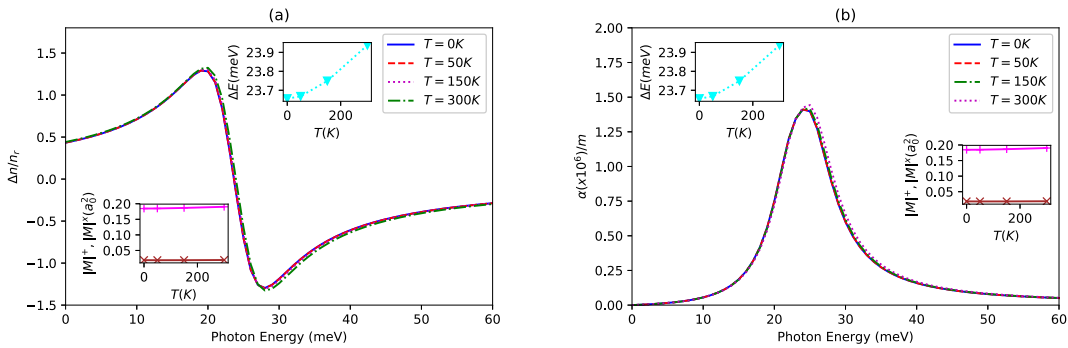 (a)
1.5
1.0
0.5
0.0
−0.5
−1.0
−1.5
Δn/n_r
0 10 20 30 40 50 60
Photon Energy (meV)
T = 0K
T = 50K
T = 150K
T = 300K
23.9
23.8
23.7
ΔE(meV)
0 200
T(K)
0.20
0.15
0.10
0.05
|M|⁺, |M|ˣ(a₀²)
0 200
T(K)
(b)
2.00
1.75
1.50
1.25
1.00
0.75
0.50
0.25
0.00
α(x10⁶)/m
0 10 20 30 40 50 60
Photon Energy (meV)
T = 0K
T = 50K
T = 150K
T = 300K
23.9
23.8
23.7
ΔE(meV)
0 200
T(K)
0.20
0.15
0.10
0.05
|M|⁺, |M|ˣ(a₀²)
0 200
T(K)